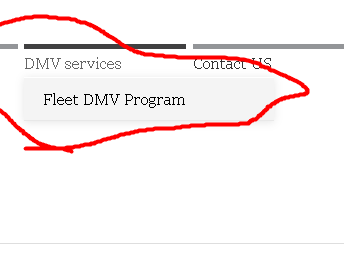 DMV services
Contact US
Fleet DMV Program